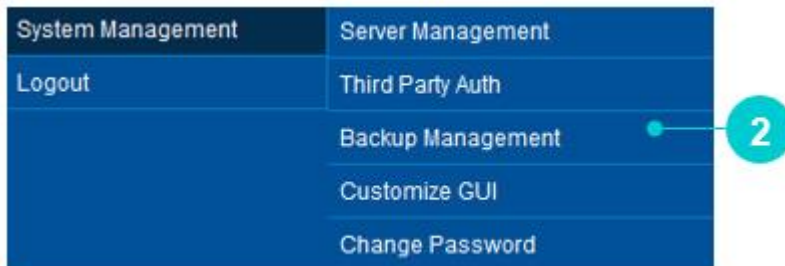 System Management
Logout
Server Management
Third Party Auth
Backup Management
2
Customize GUI
Change Password